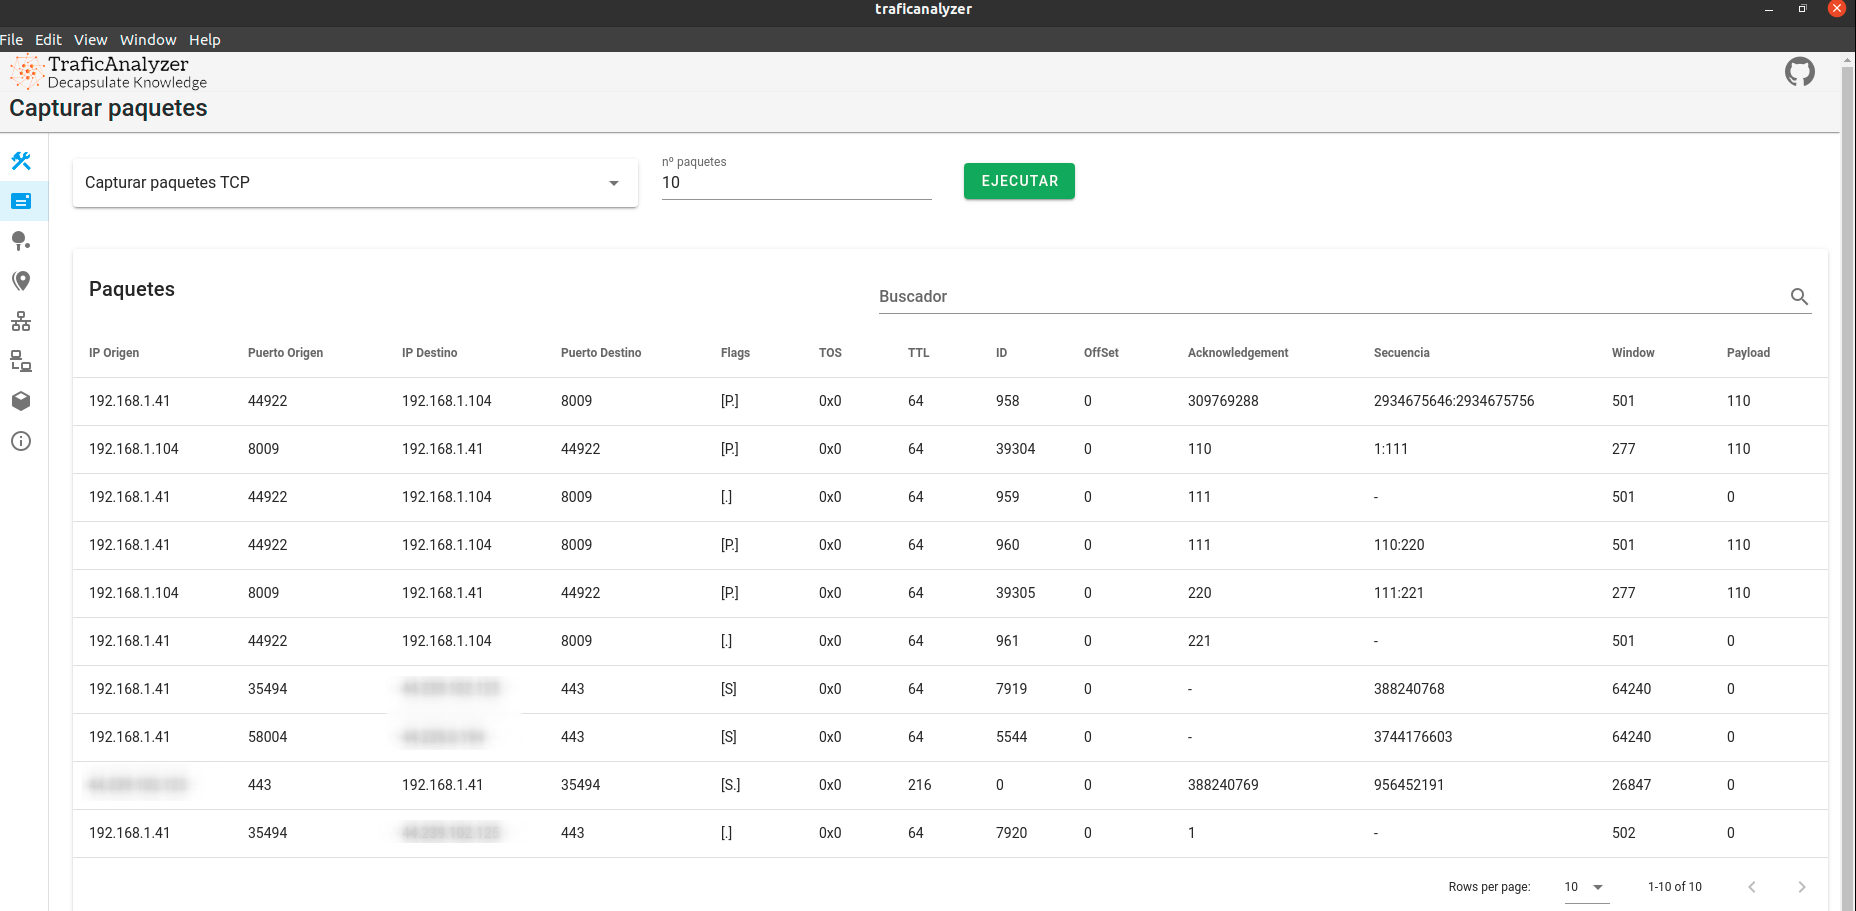 traficanalyzer
File Edit View Window Help
TraficAnalyzer
Decapsulate Knowledge
Capturar paquetes
Capturar paquetes TCP
nº paquetes
10
EJECUTAR
Paquetes
Buscador
IP Origen Puerto Origen IP Destino Puerto Destino Flags TOS TTL ID OffSet Acknowledgement Secuencia Window Payload
192.168.1.41 44922 192.168.1.104 8009 [P.] 0x0 64 958 0 309769288 2934675646:2934675756 501 110
192.168.1.104 8009 192.168.1.41 44922 [P.] 0x0 64 39304 0 110 1:111 277 110
192.168.1.41 44922 192.168.1.104 8009 [.] 0x0 64 959 0 111 - 501 0
192.168.1.41 44922 192.168.1.104 8009 [P.] 0x0 64 960 0 111 110:220 501 110
192.168.1.104 8009 192.168.1.41 44922 [P.] 0x0 64 39305 0 220 111:221 277 110
192.168.1.41 44922 192.168.1.104 8009 [.] 0x0 64 961 0 221 - 501 0
192.168.1.41 35494 443 [S] 0x0 64 7919 0 - 388240768 64240 0
192.168.1.41 58004 443 [S] 0x0 64 5544 0 - 3744176603 64240 0
443 192.168.1.41 35494 [S.] 0x0 216 0 0 388240769 956452191 26847 0
192.168.1.41 35494 443 [.] 0x0 64 7920 0 1 - 502 0
Rows per page: 10 1-10 of 10